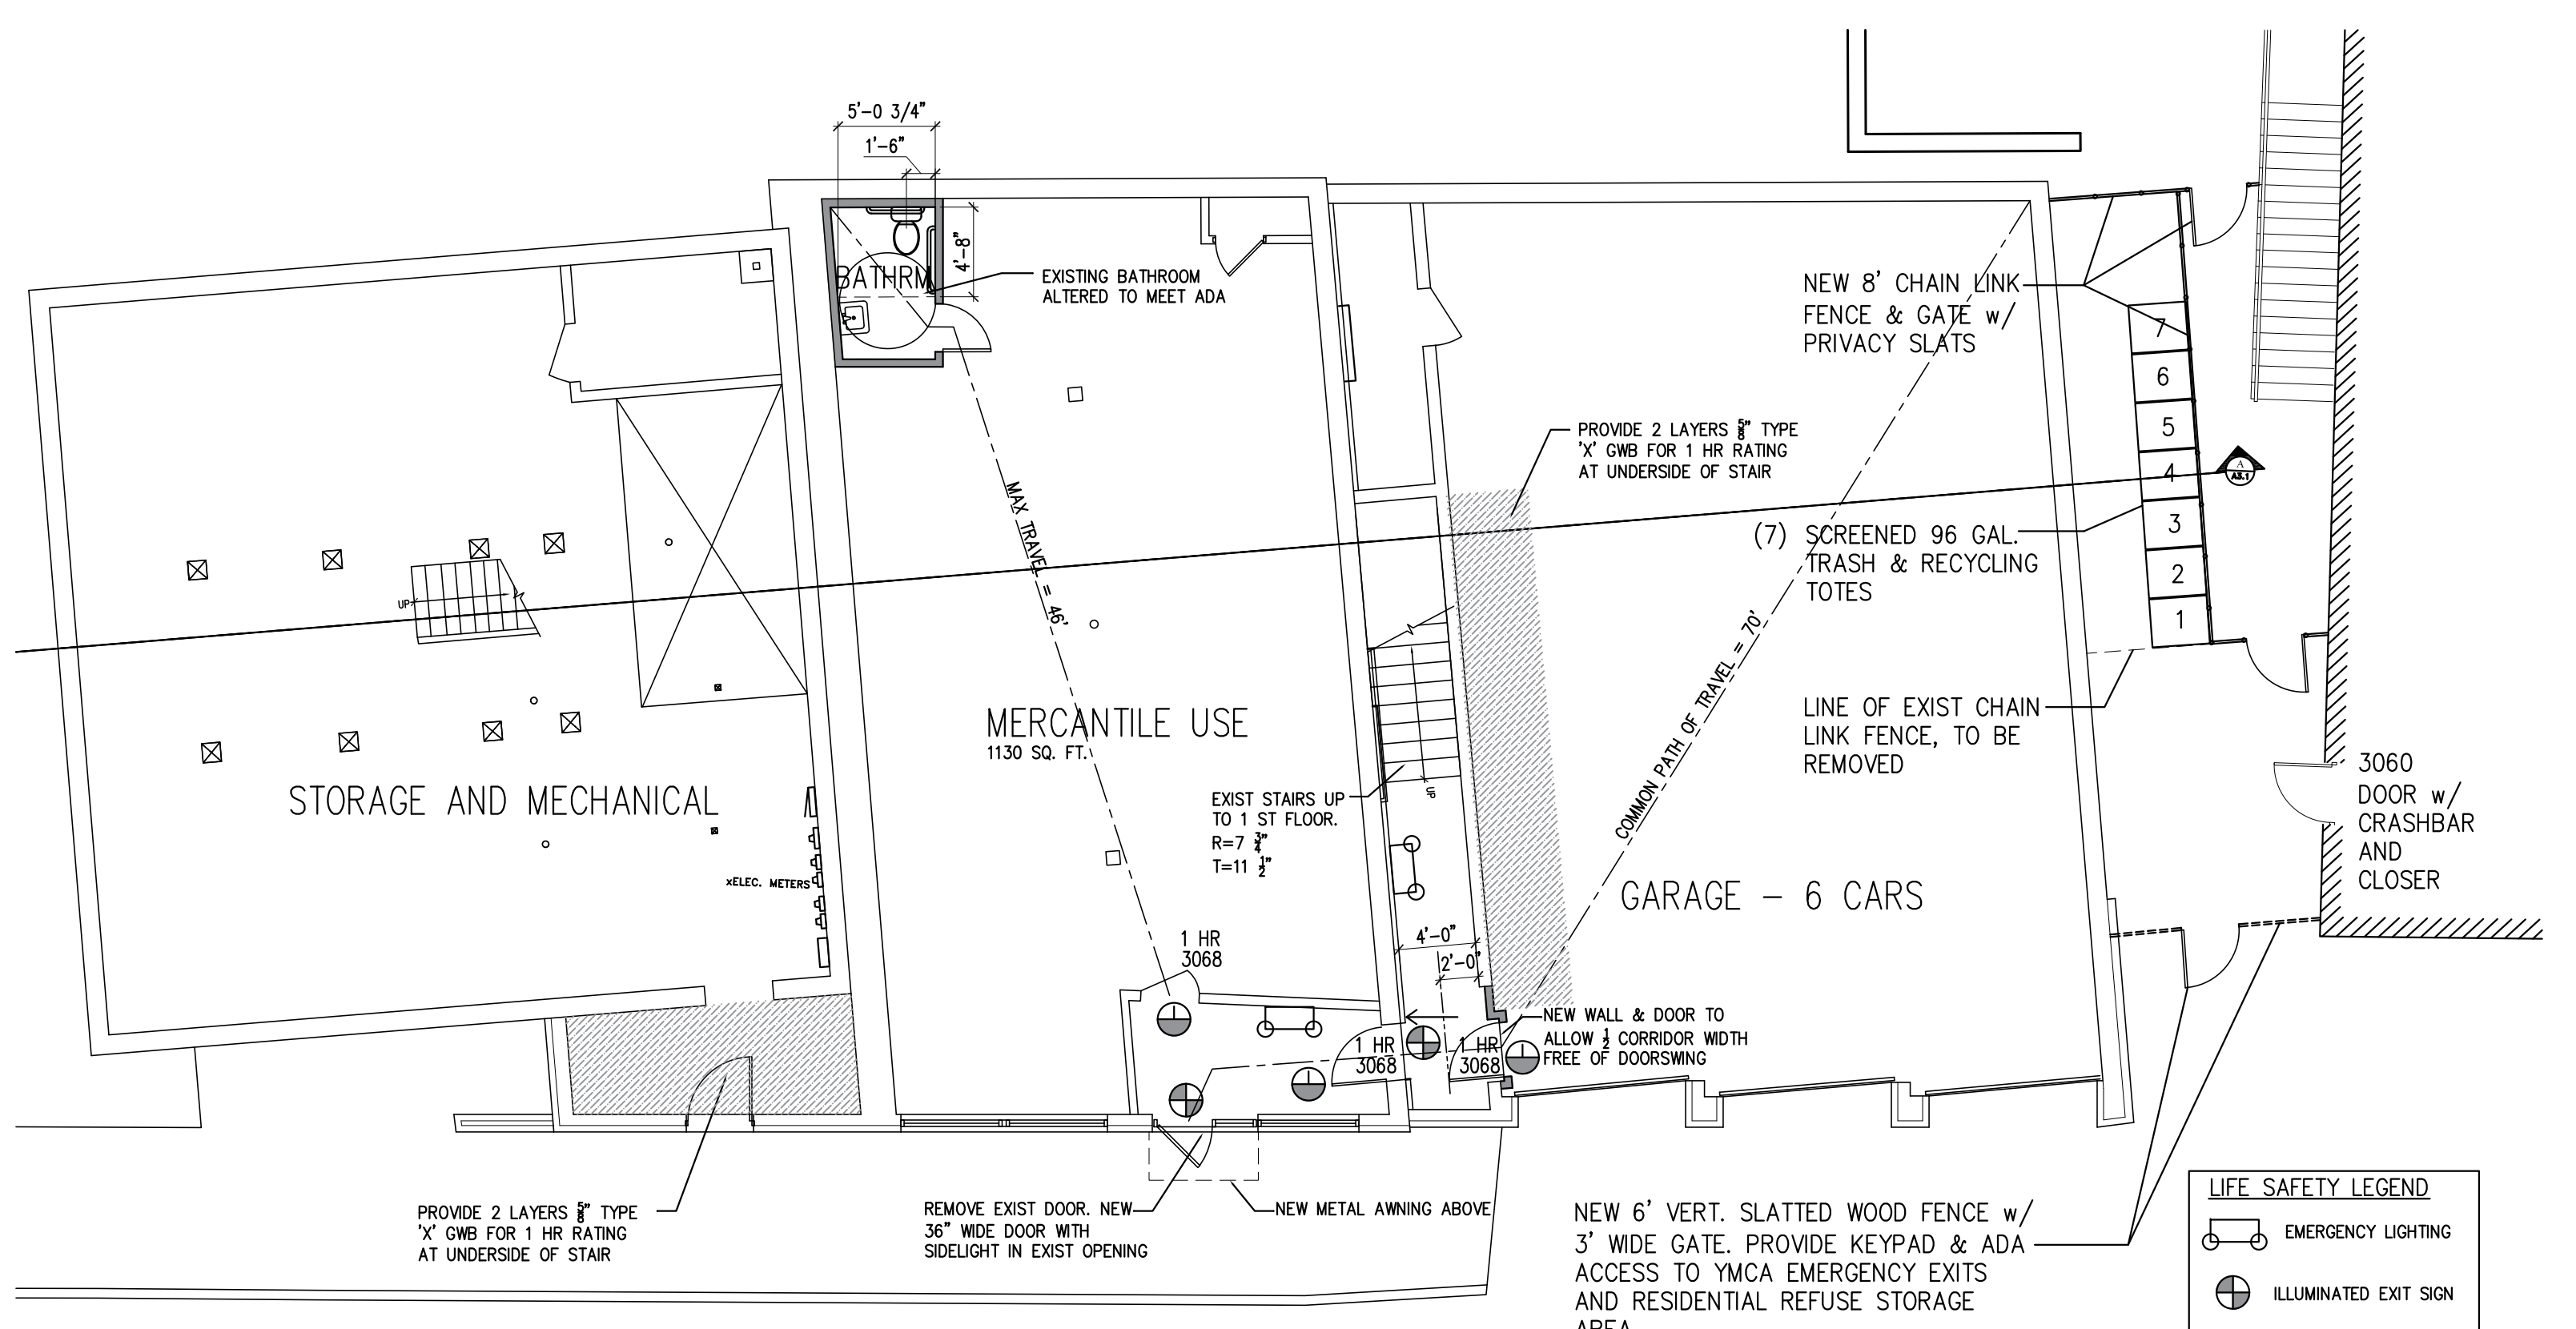 5'-0 3/4"
1'-6"
4'-8"
BATHRM
EXISTING BATHROOM
ALTERED TO MEET ADA
NEW 8' CHAIN LINK
FENCE & GATE w/
PRIVACY SLATS
7
6
5
4
3
2
1
A
A3.1
PROVIDE 2 LAYERS 5/8" TYPE
'X' GWB FOR 1 HR RATING
AT UNDERSIDE OF STAIR
(7) SCREENED 96 GAL.
TRASH & RECYCLING
TOTES
MAX TRAVEL = 46'
UP
COMMON PATH OF TRAVEL = 70'
LINE OF EXIST CHAIN
LINK FENCE, TO BE
REMOVED
MERCANTILE USE
1130 SQ. FT.
STORAGE AND MECHANICAL
EXIST STAIRS UP
TO 1 ST FLOOR.
R=7 3/4"
T=11 1/2"
UP
3060
DOOR w/
CRASHBAR
AND
CLOSER
xELEC. METERS
GARAGE - 6 CARS
1 HR
3068
4'-0"
2'-0"
NEW WALL & DOOR TO
ALLOW 1/2 CORRIDOR WIDTH
FREE OF DOORSWING
1 HR
3068
1 HR
3068
PROVIDE 2 LAYERS 5/8" TYPE
'X' GWB FOR 1 HR RATING
AT UNDERSIDE OF STAIR
REMOVE EXIST DOOR. NEW
36" WIDE DOOR WITH
SIDELIGHT IN EXIST OPENING
NEW METAL AWNING ABOVE
NEW 6' VERT. SLATTED WOOD FENCE w/
3' WIDE GATE. PROVIDE KEYPAD & ADA
ACCESS TO YMCA EMERGENCY EXITS
AND RESIDENTIAL REFUSE STORAGE
AREA
LIFE SAFETY LEGEND
EMERGENCY LIGHTING
ILLUMINATED EXIT SIGN